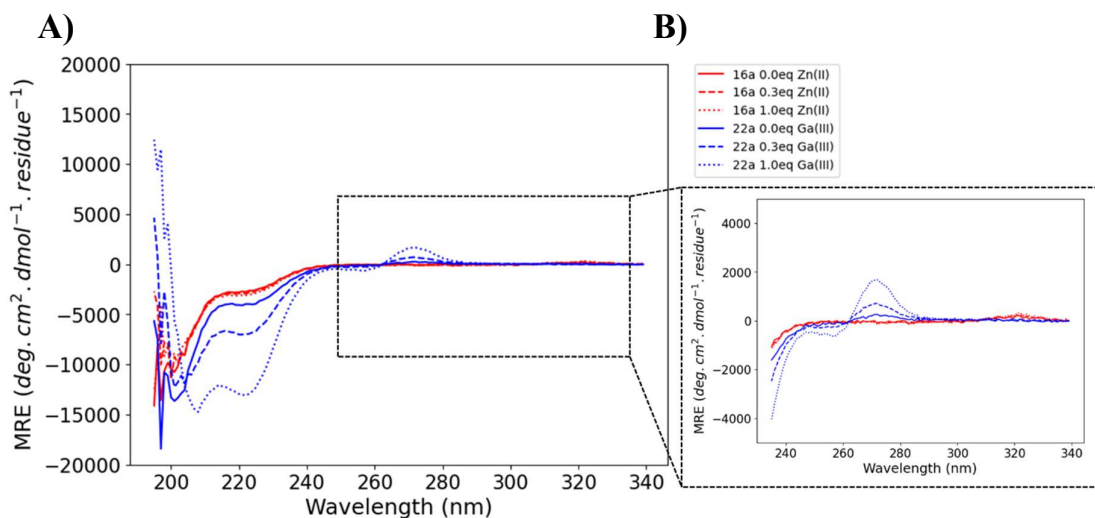 A)
B)
20000
15000
10000
5000
0
−5000
−10000
−15000
−20000
MRE (deg.cm².dmol⁻¹.residue⁻¹)
200 220 240 260 280 300 320 340
Wavelength (nm)
16a 0.0eq Zn(II)
16a 0.3eq Zn(II)
16a 1.0eq Zn(II)
22a 0.0eq Ga(III)
22a 0.3eq Ga(III)
22a 1.0eq Ga(III)
4000
2000
0
−2000
−4000
MRE (deg.cm².dmol⁻¹.residue⁻¹)
240 260 280 300 320 340
Wavelength (nm)